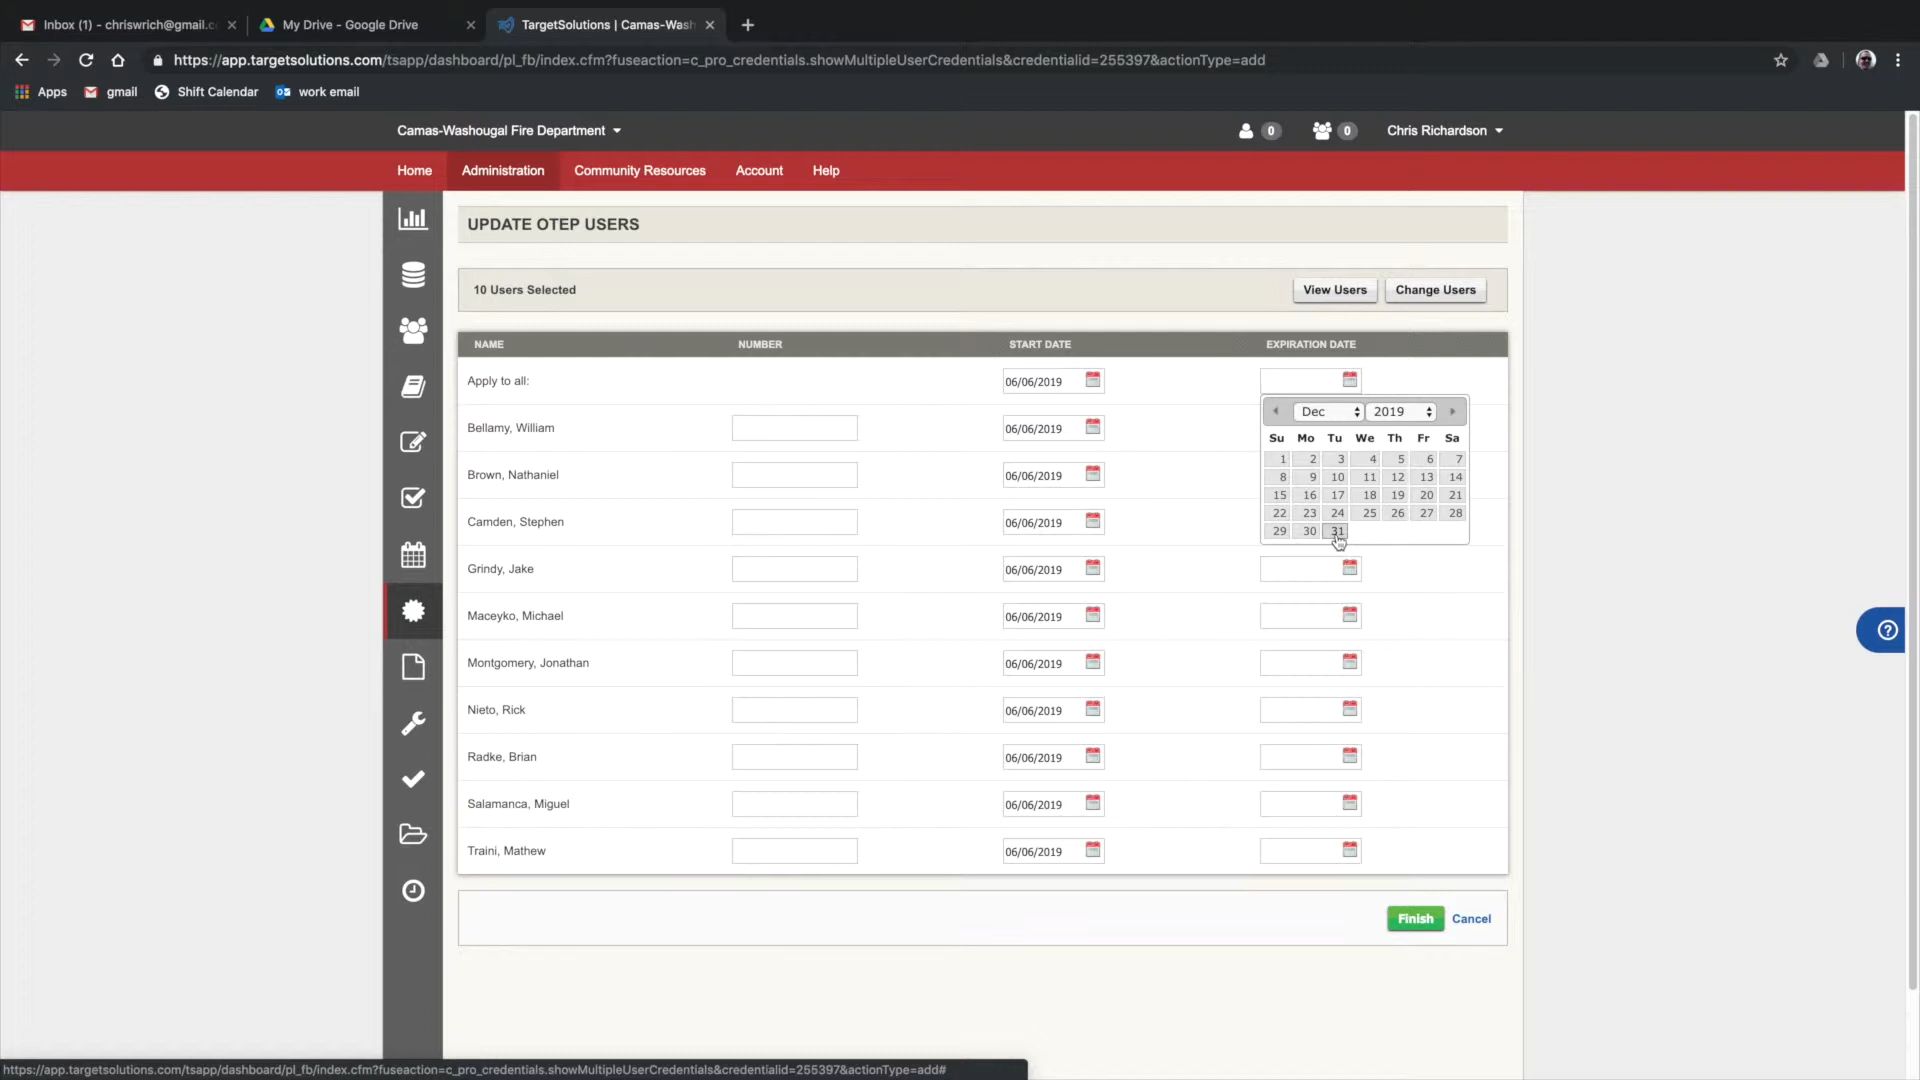 Inbox (1) - chriswrich@gmail.c
My Drive - Google Drive
TargetSolutions | Camas-Wash
https://app.targetsolutions.com/tsapp/dashboard/pl_fb/index.cfm?fuseaction=c_pro_credentials.showMultipleUserCredentials&credentialid=255397&actionType=add
Apps gmail Shift Calendar work email
Camas-Washougal Fire Department 0 0 Chris Richardson
Home Administration Community Resources Account Help
UPDATE OTEP USERS
10 Users Selected View Users Change Users
NAME NUMBER START DATE EXPIRATION DATE
Apply to all: 06/06/2019
Dec 2019
Su Mo Tu We Th Fr Sa
1 2 3 4 5 6 7
8 9 10 11 12 13 14
15 16 17 18 19 20 21
22 23 24 25 26 27 28
29 30 31
Bellamy, William 06/06/2019
Brown, Nathaniel 06/06/2019
Camden, Stephen 06/06/2019
Grindy, Jake 06/06/2019
Maceyko, Michael 06/06/2019
Montgomery, Jonathan 06/06/2019
Nieto, Rick 06/06/2019
Radke, Brian 06/06/2019
Salamanca, Miguel 06/06/2019
Traini, Mathew 06/06/2019
Finish Cancel
https://app.targetsolutions.com/tsapp/dashboard/pl_fb/index.cfm?fuseaction=c_pro_credentials.showMultipleUserCredentials&credentialid=255397&actionType=add#